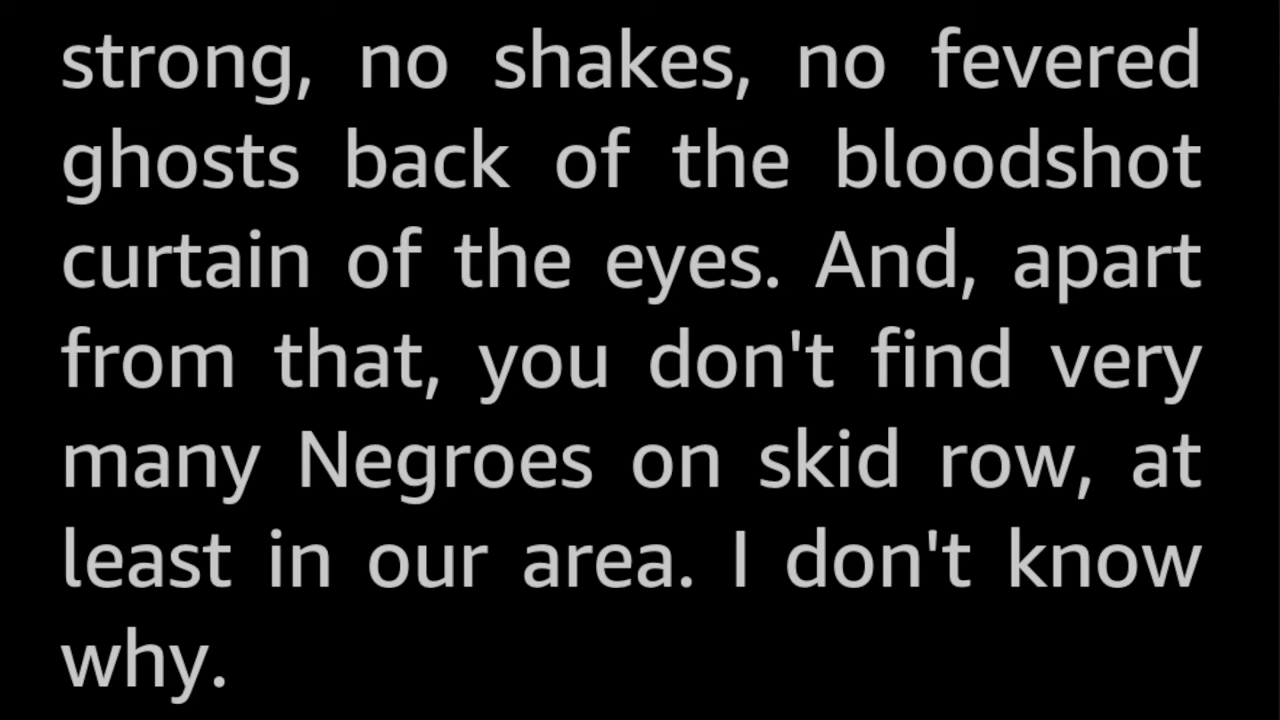 strong, no shakes, no fevered
ghosts back of the bloodshot
curtain of the eyes. And, apart
from that, you don't find very
many Negroes on skid row, at
least in our area. I don't know
why.